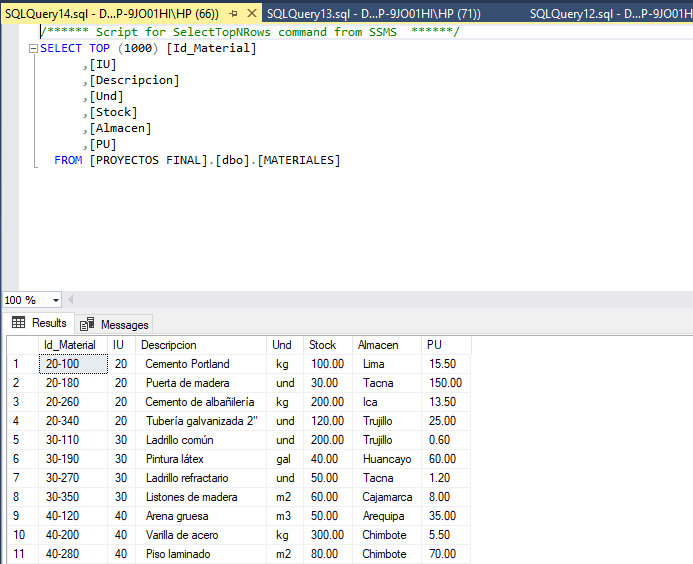 SQLQuery14.sql - D...P-9JO01HI\HP (66)) SQLQuery13.sql - D...P-9JO01HI\HP (71)) SQLQuery12.sql - D...P-9JO01H
/****** Script for SelectTopNRows command from SSMS ******/
SELECT TOP (1000) [Id_Material]
,[IU]
,[Descripcion]
,[Und]
,[Stock]
,[Almacen]
,[PU]
FROM [PROYECTOS FINAL].[dbo].[MATERIALES]
100 %
Results Messages
Id_Material IU Descripcion Und Stock Almacen PU
1 20-100 20 Cemento Portland kg 100.00 Lima 15.50
2 20-180 20 Puerta de madera und 30.00 Tacna 150.00
3 20-260 20 Cemento de albañilería kg 200.00 Ica 13.50
4 20-340 20 Tubería galvanizada 2" und 120.00 Trujillo 25.00
5 30-110 30 Ladrillo común und 200.00 Trujillo 0.60
6 30-190 30 Pintura látex gal 40.00 Huancayo 60.00
7 30-270 30 Ladrillo refractario und 50.00 Tacna 1.20
8 30-350 30 Listones de madera m2 60.00 Cajamarca 8.00
9 40-120 40 Arena gruesa m3 50.00 Arequipa 35.00
10 40-200 40 Varilla de acero kg 300.00 Chimbote 5.50
11 40-280 40 Piso laminado m2 80.00 Chimbote 70.00